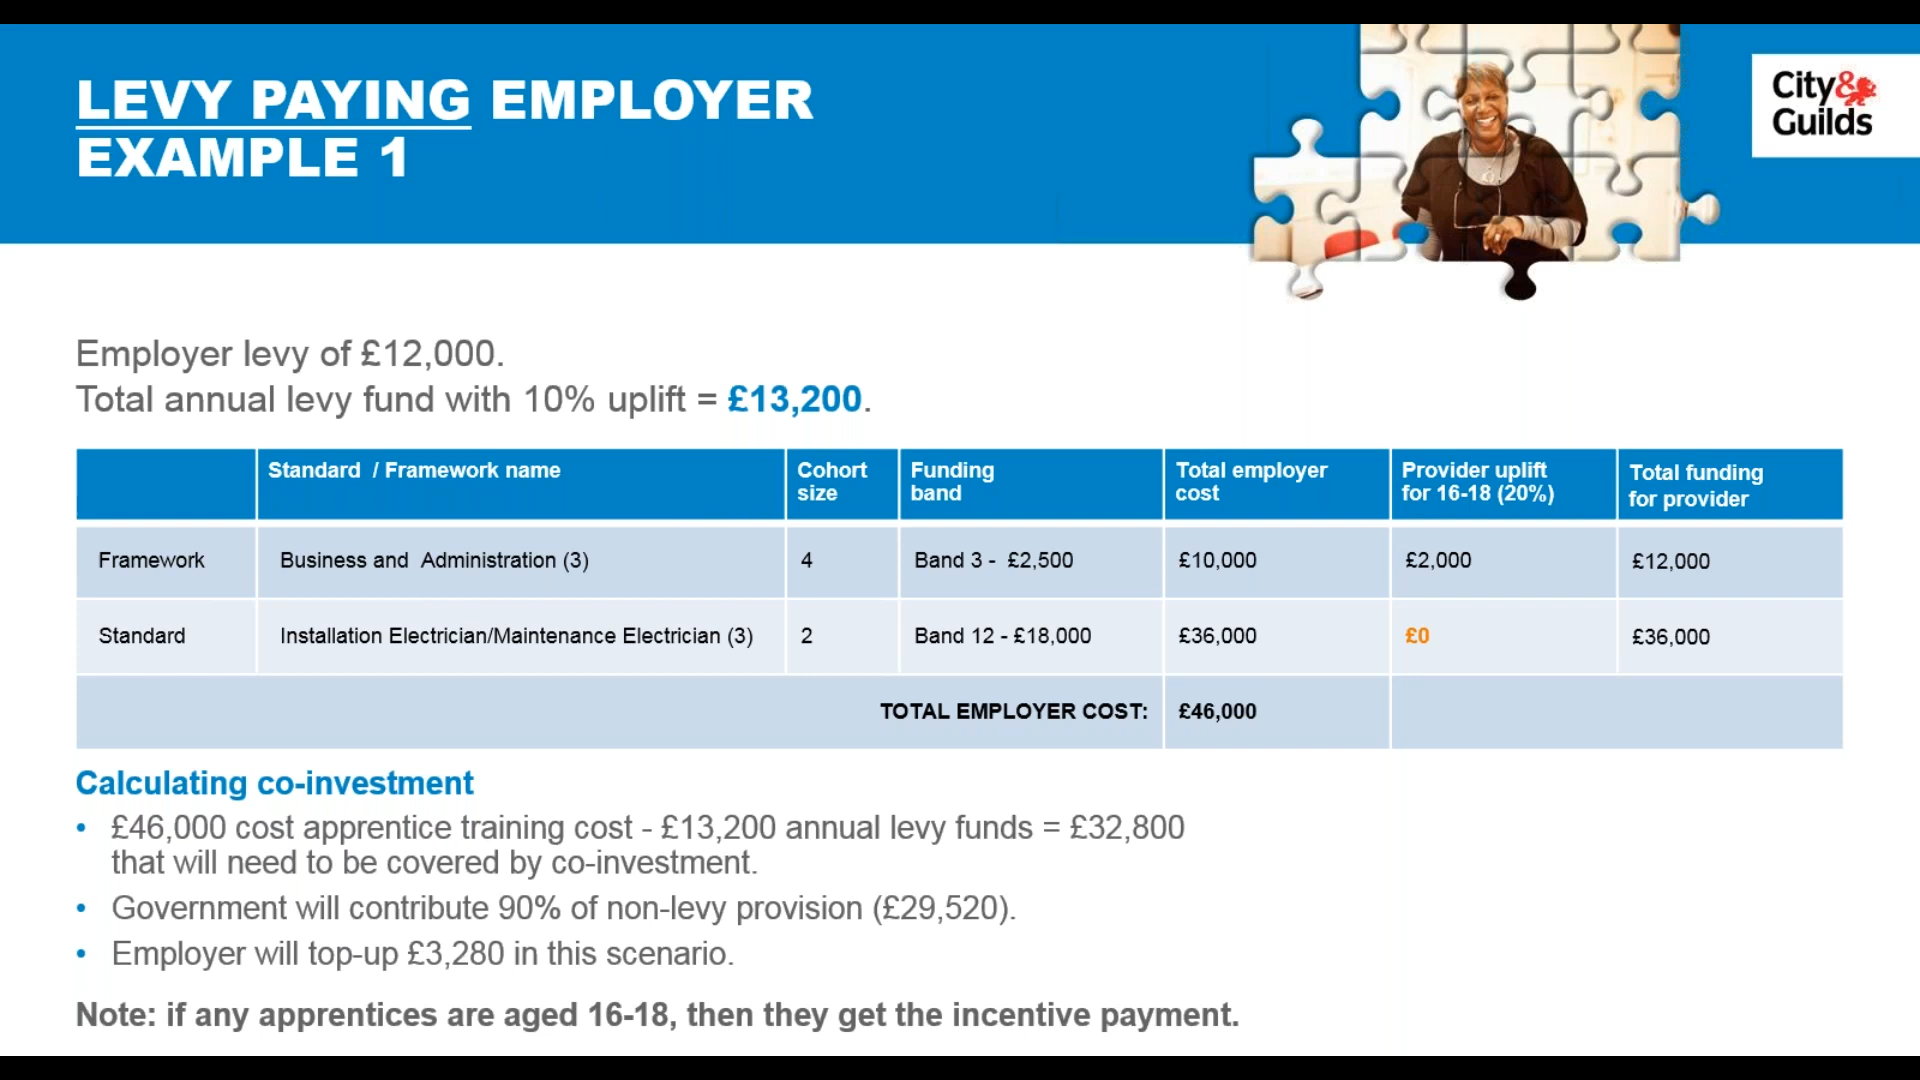 LEVY PAYING EMPLOYER
EXAMPLE 1
City&
Guilds
Employer levy of £12,000.
Total annual levy fund with 10% uplift = £13,200.
Standard / Framework name
Cohort size
Funding band
Total employer cost
Provider uplift for 16-18 (20%)
Total funding for provider
Framework Business and Administration (3) 4 Band 3 - £2,500 £10,000 £2,000 £12,000
Standard Installation Electrician/Maintenance Electrician (3) 2 Band 12 - £18,000 £36,000 £0 £36,000
TOTAL EMPLOYER COST: £46,000
Calculating co-investment
• £46,000 cost apprentice training cost - £13,200 annual levy funds = £32,800
that will need to be covered by co-investment.
• Government will contribute 90% of non-levy provision (£29,520).
• Employer will top-up £3,280 in this scenario.
Note: if any apprentices are aged 16-18, then they get the incentive payment.